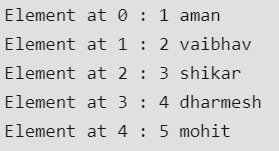 Element at 0 : 1 aman
Element at 1 : 2 vaibhav
Element at 2 : 3 shikar
Element at 3 : 4 dharmesh
Element at 4 : 5 mohit